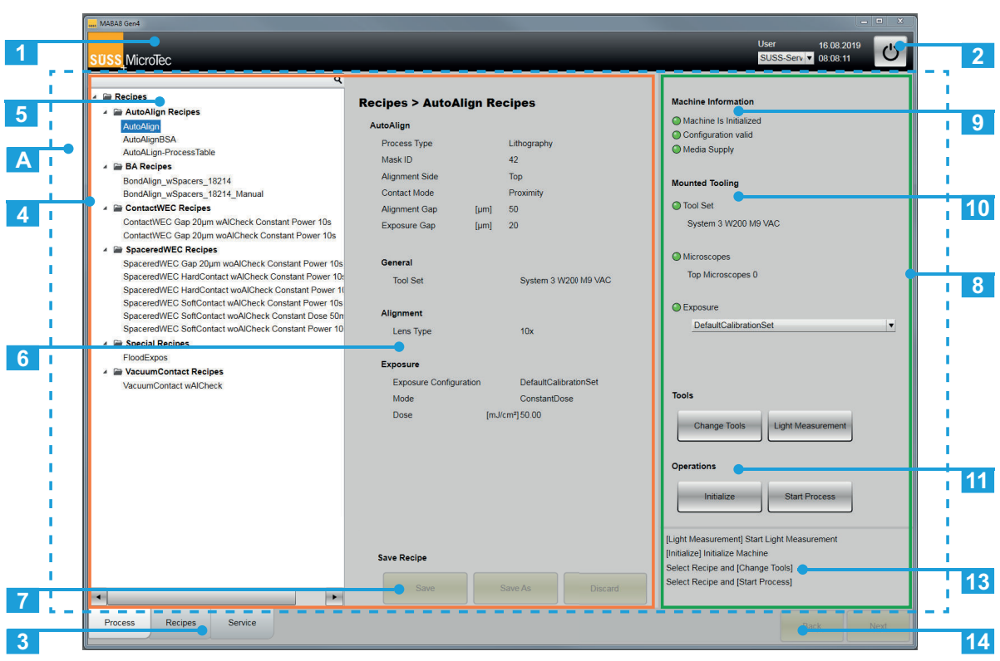 MABA8 Gen4
SUSS MicroTec
User
16.08.2019
SUSS-Serv
08:08:11
1
2
Recipes
AutoAlign Recipes
AutoAlign
AutoAlignBSA
AutoALign-ProcessTable
BA Recipes
BondAlign_wSpacers_18214
BondAlign_wSpacers_18214_Manual
ContactWEC Recipes
ContactWEC Gap 20µm wAlCheck Constant Power 10s
ContactWEC Gap 20µm woAlCheck Constant Power 10s
SpaceredWEC Recipes
SpaceredWEC Gap 20µm woAlCheck Constant Power 10s
SpaceredWEC HardContact wAlCheck Constant Power 10s
SpaceredWEC HardContact woAlCheck Constant Power 10
SpaceredWEC SoftContact wAlCheck Constant Power 10s
SpaceredWEC SoftContact woAlCheck Constant Dose 50m
SpaceredWEC SoftContact woAlCheck Constant Power 10
Special Recipes
FloodExpos
VacuumContact Recipes
VacuumContact wAlCheck
5
A
4
6
7
3
Recipes > AutoAlign Recipes
AutoAlign
Process Type Lithography
Mask ID 42
Alignment Side Top
Contact Mode Proximity
Alignment Gap [µm] 50
Exposure Gap [µm] 20
General
Tool Set System 3 W200 M9 VAC
Alignment
Lens Type 10x
Exposure
Exposure Configuration DefaultCalibrationSet
Mode ConstantDose
Dose [mJ/cm²] 50.00
Save Recipe
Save Save As Discard
Machine Information
Machine Is Initialized
Configuration valid
Media Supply
Mounted Tooling
Tool Set
System 3 W200 M9 VAC
Microscopes
Top Microscopes 0
Exposure
DefaultCalibrationSet
Tools
Change Tools Light Measurement
Operations
Initialize Start Process
[Light Measurement] Start Light Measurement
[Initialize] Initialize Machine
Select Recipe and [Change Tools]
Select Recipe and [Start Process]
9
10
8
11
13
14
Process Recipes Service
Back Next